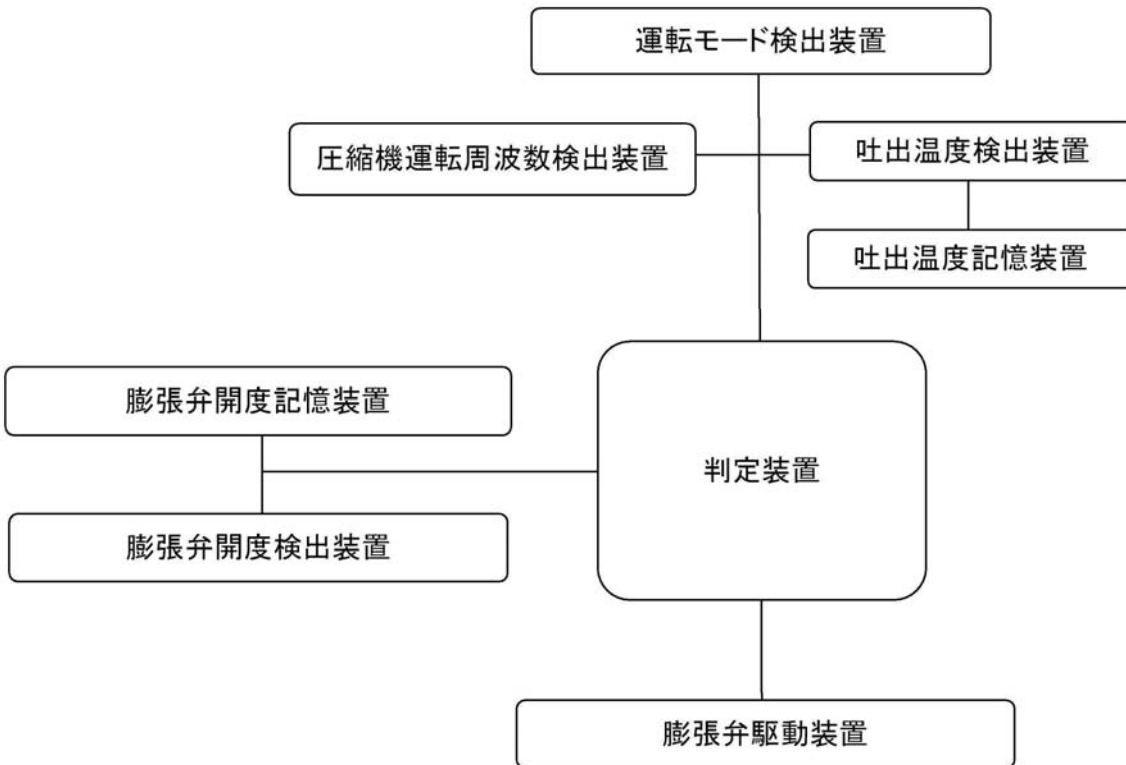 運転モード検出装置
圧縮機運転周波数検出装置
吐出温度検出装置
吐出温度記憶装置
膨張弁開度記憶装置
判定装置
膨張弁開度検出装置
膨張弁駆動装置